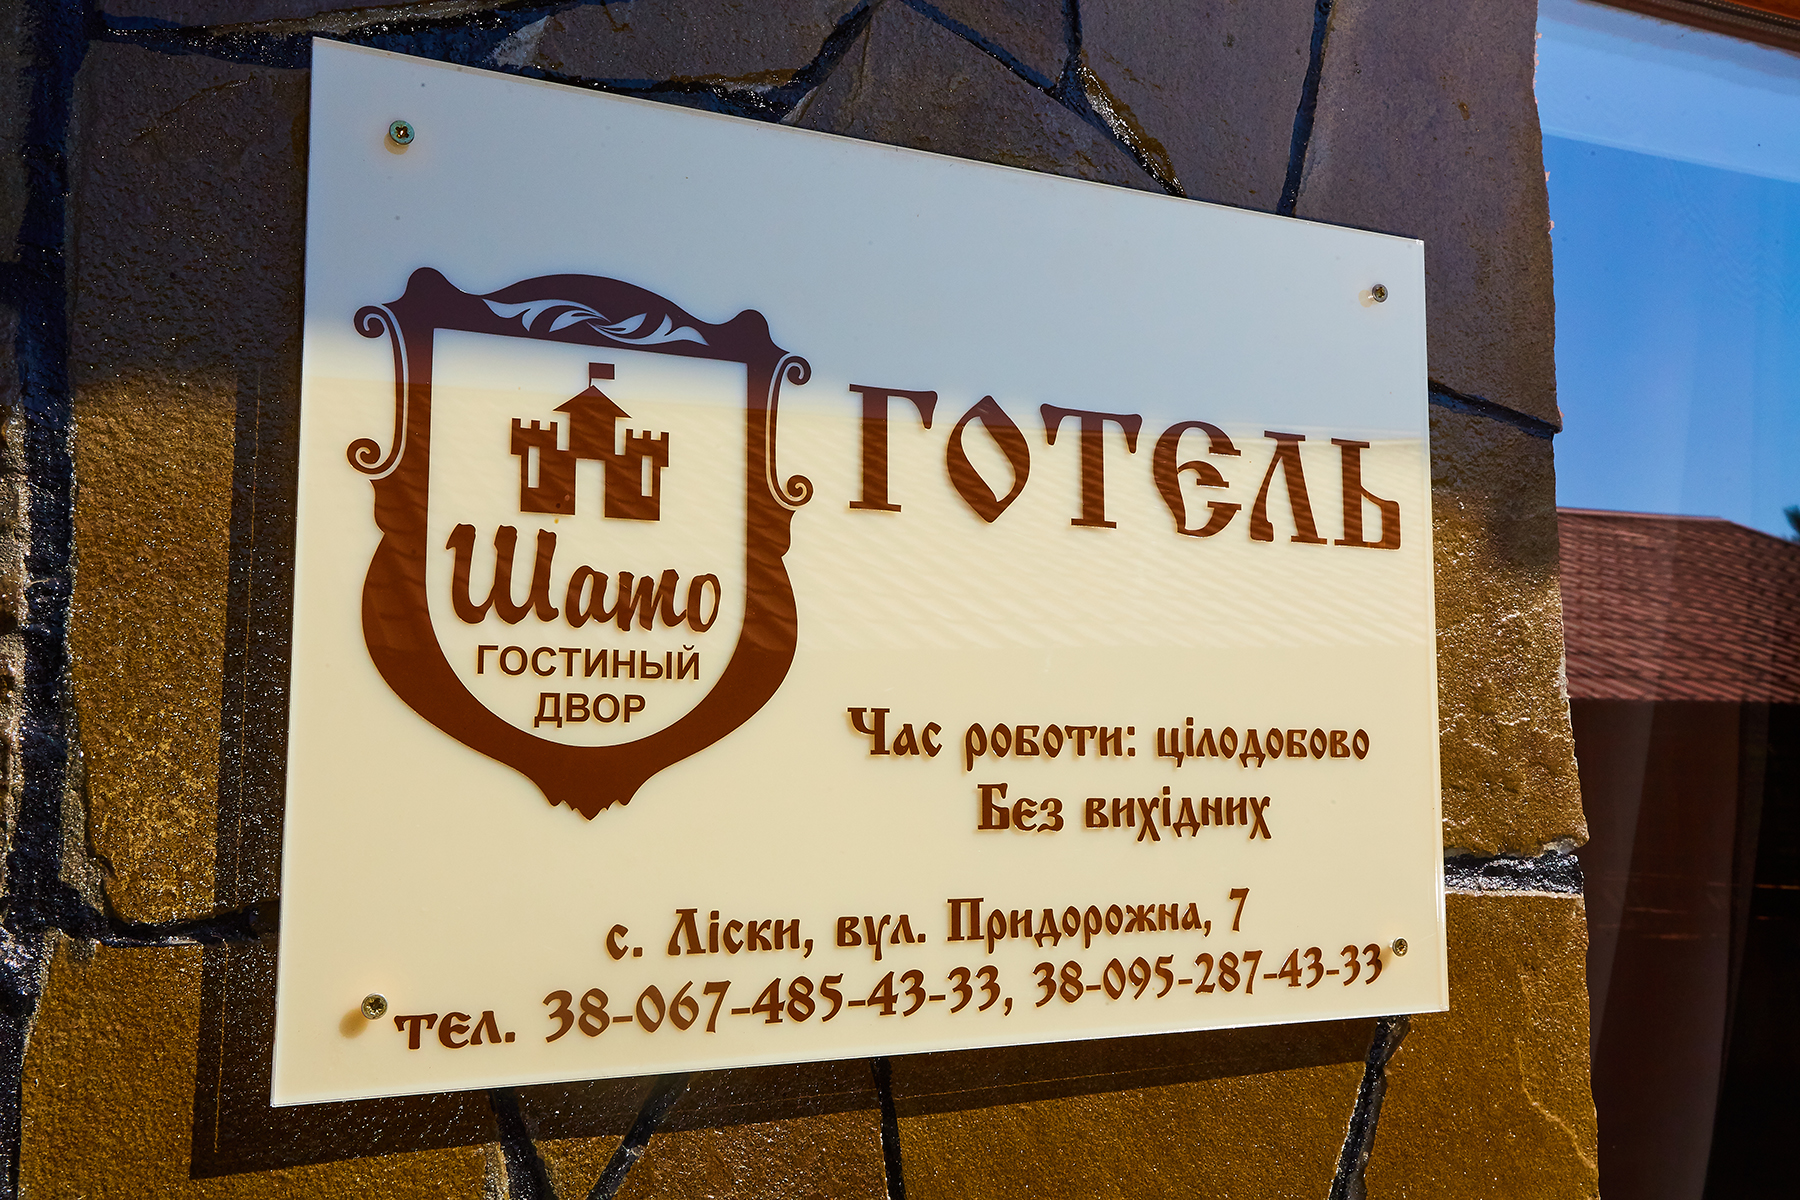 Шато
ГОСТИНЫЙ
ДВОР
ГОТЕЛЬ
Час роботи: цілодобово
Без вихідних
с. Ліски, вул. Придорожна, 7
тел. 38-067-485-43-33, 38-095-287-43-33